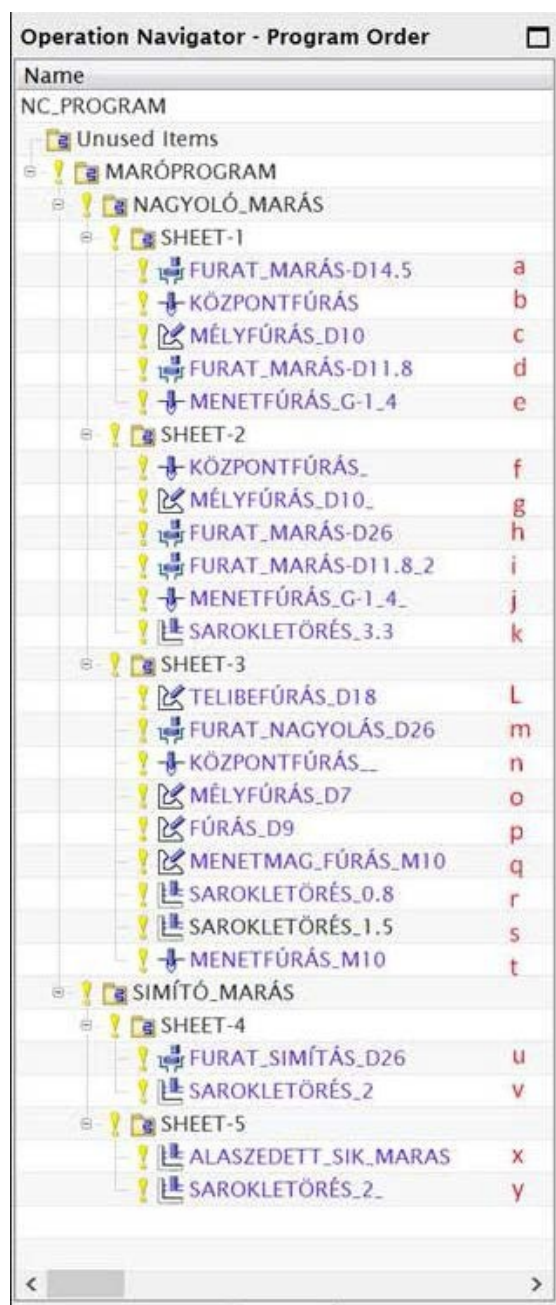 Operation Navigator - Program Order
Name
NC_PROGRAM
Unused Items
MARÓPROGRAM
NAGYOLÓ_MARÁS
SHEET-1
FURAT_MARÁS-D14.5 a
KÖZPONTFÚRÁS b
MÉLYFÚRÁS_D10 c
FURAT_MARÁS-D11.8 d
MENETFÚRÁS_G-1_4 e
SHEET-2
KÖZPONTFÚRÁS_ f
MÉLYFÚRÁS_D10_ g
FURAT_MARÁS-D26 h
FURAT_MARÁS-D11.8_2 i
MENETFÚRÁS_G-1_4_ j
SAROKLETÖRÉS_3.3 k
SHEET-3
TELIBEFÚRÁS_D18 L
FURAT_NAGYOLÁS_D26 m
KÖZPONTFÚRÁS__ n
MÉLYFÚRÁS_D7 o
FÚRÁS_D9 p
MENETMAG_FÚRÁS_M10 q
SAROKLETÖRÉS_0.8 r
SAROKLETÖRÉS_1.5 s
MENETFÚRÁS_M10 t
SIMÍTÓ_MARÁS
SHEET-4
FURAT_SIMÍTÁS_D26 u
SAROKLETÖRÉS_2 v
SHEET-5
ALASZEDETT_SIK_MARAS x
SAROKLETÖRÉS_2_ y